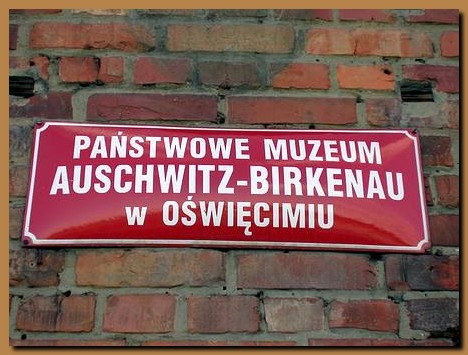 PAŃSTWOWE MUZEUM
AUSCHWITZ-BIRKENAU
w OŚWIĘCIMIU